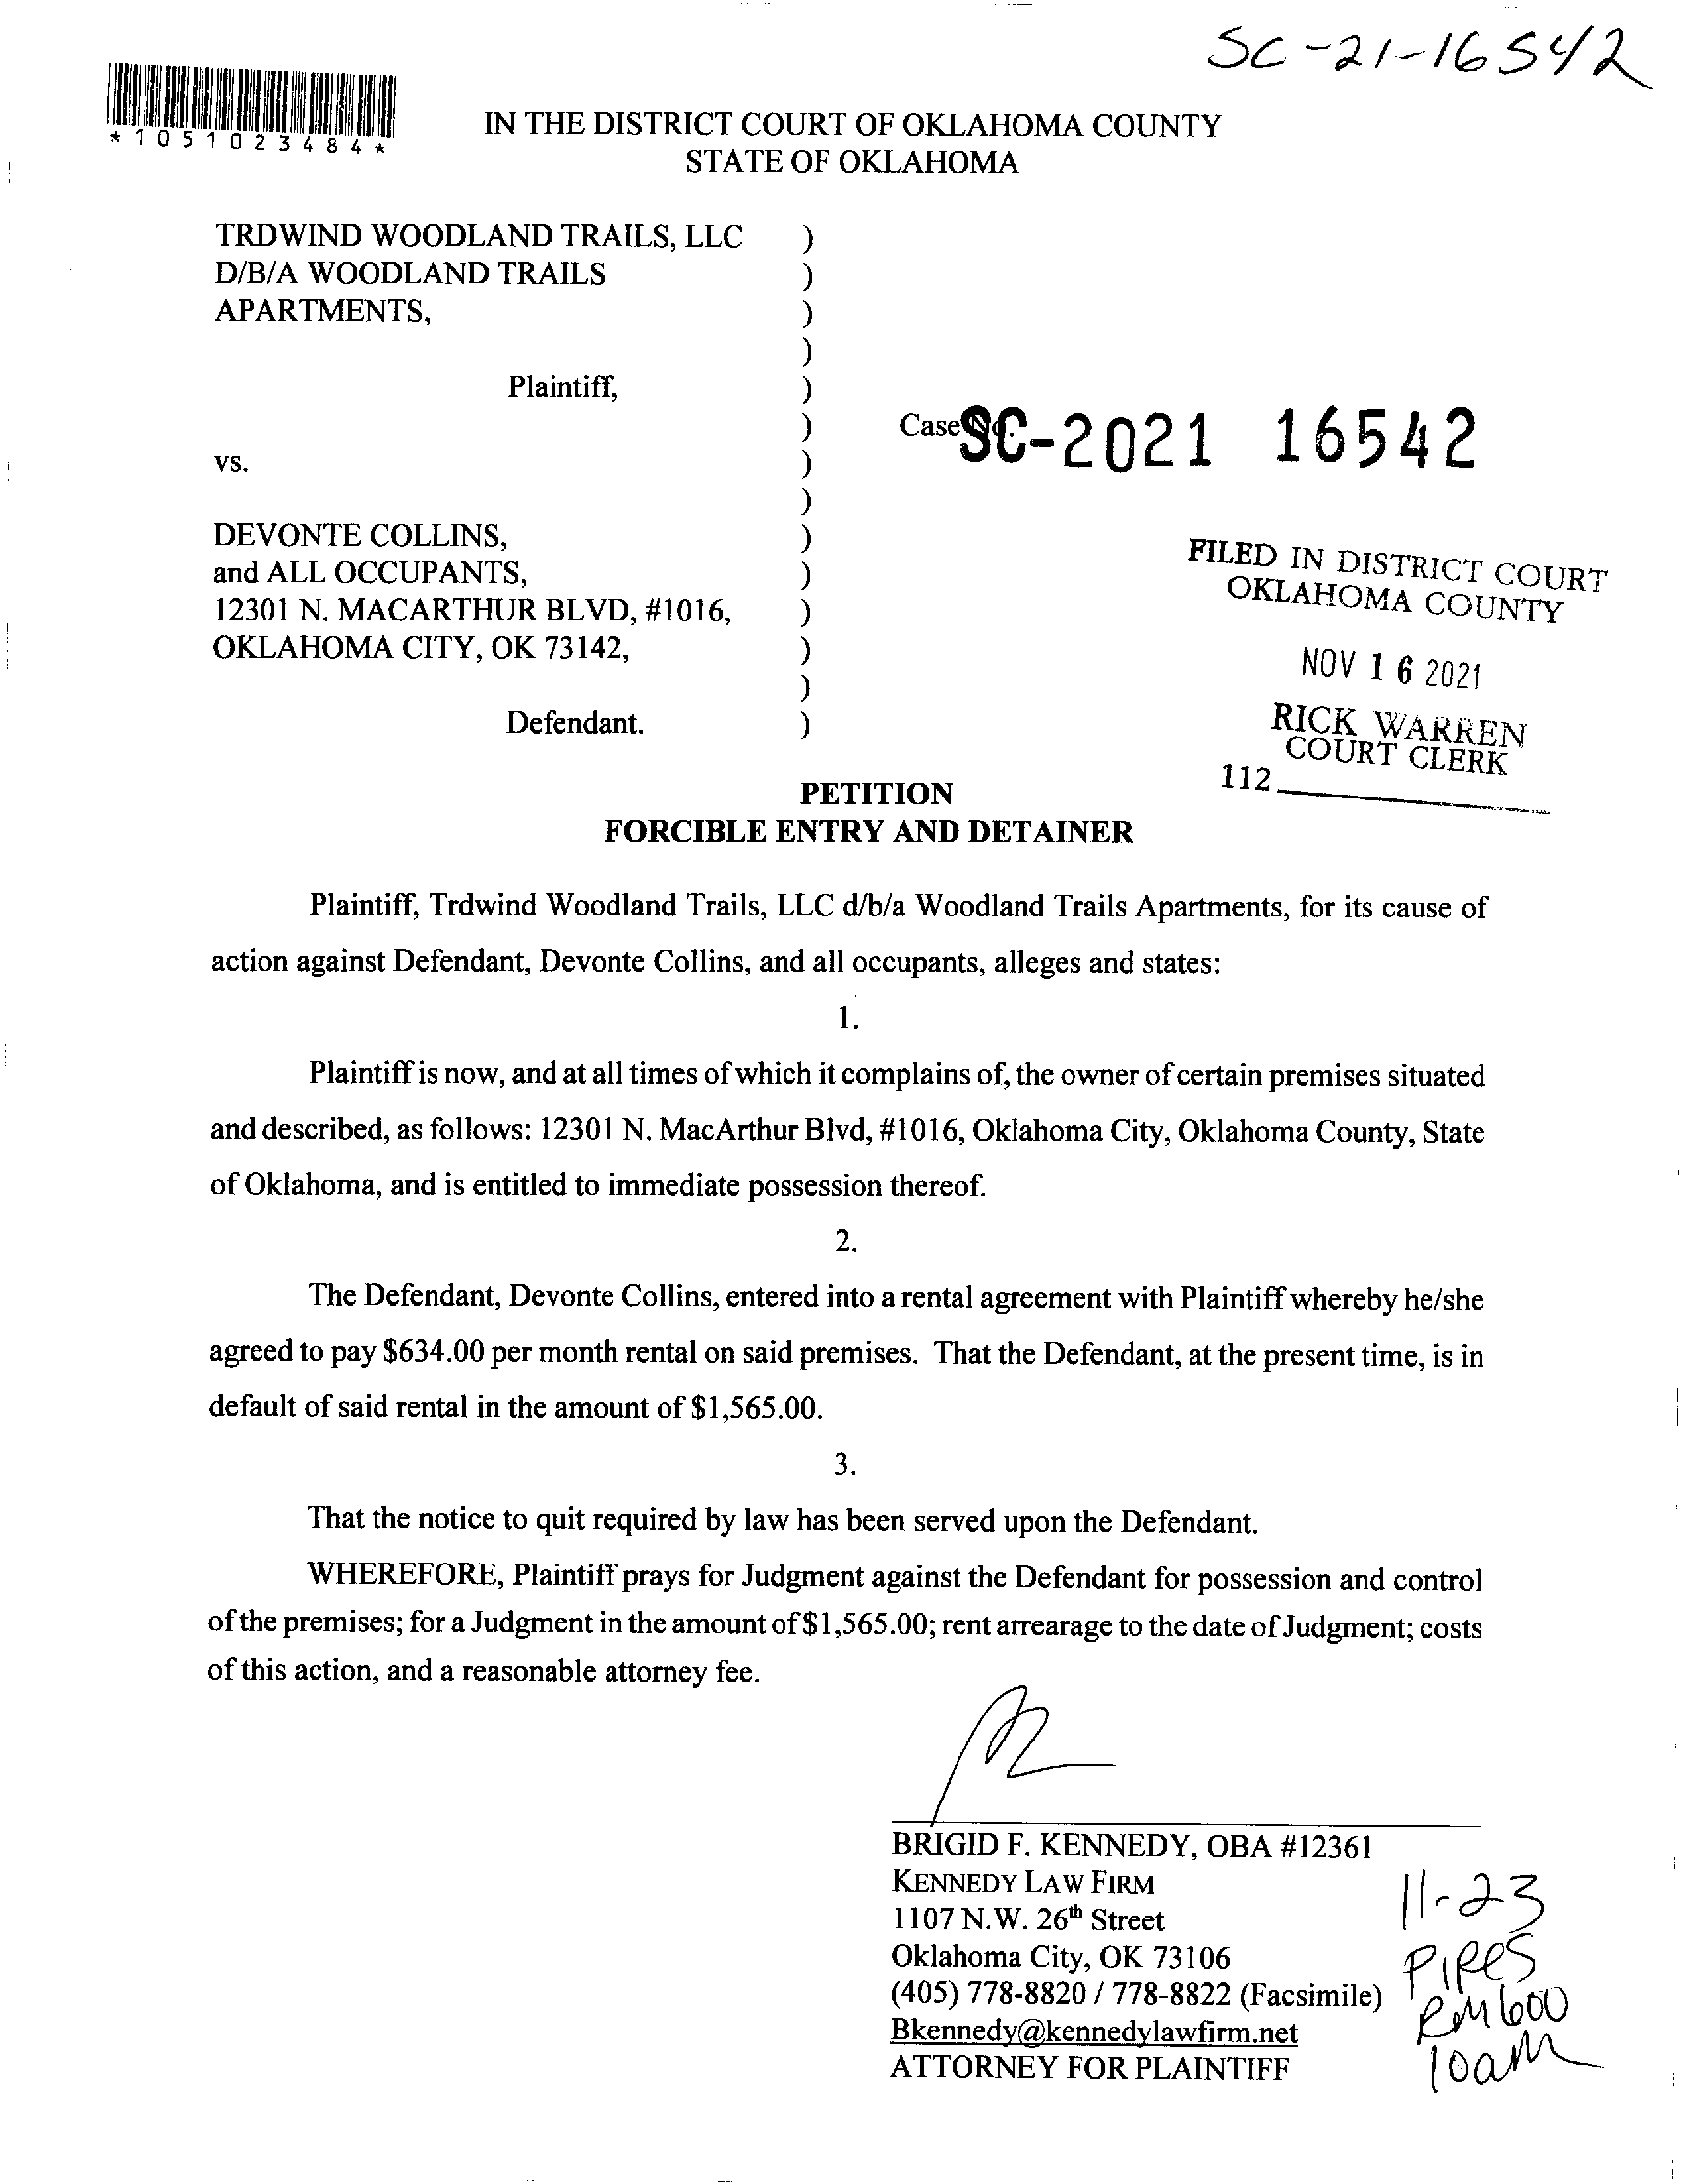 SC-21-16542
*1051023484*
IN THE DISTRICT COURT OF OKLAHOMA COUNTY
STATE OF OKLAHOMA
TRDWIND WOODLAND TRAILS, LLC )
D/B/A WOODLAND TRAILS )
APARTMENTS, )
)
Plaintiff, )
) Case No. SC-2021 16542
vs. )
)
DEVONTE COLLINS, )
and ALL OCCUPANTS, )
12301 N. MACARTHUR BLVD, #1016, )
OKLAHOMA CITY, OK 73142, )
)
Defendant. )
FILED IN DISTRICT COURT
OKLAHOMA COUNTY
NOV 16 2021
RICK WARREN
COURT CLERK
112
PETITION
FORCIBLE ENTRY AND DETAINER
Plaintiff, Trdwind Woodland Trails, LLC d/b/a Woodland Trails Apartments, for its cause of
action against Defendant, Devonte Collins, and all occupants, alleges and states:
1.
Plaintiff is now, and at all times of which it complains of, the owner of certain premises situated
and described, as follows: 12301 N. MacArthur Blvd, #1016, Oklahoma City, Oklahoma County, State
of Oklahoma, and is entitled to immediate possession thereof.
2.
The Defendant, Devonte Collins, entered into a rental agreement with Plaintiff whereby he/she
agreed to pay $634.00 per month rental on said premises. That the Defendant, at the present time, is in
default of said rental in the amount of $1,565.00.
3.
That the notice to quit required by law has been served upon the Defendant.
WHEREFORE, Plaintiff prays for Judgment against the Defendant for possession and control
of the premises; for a Judgment in the amount of $1,565.00; rent arrearage to the date of Judgment; costs
of this action, and a reasonable attorney fee.
BRIGID F. KENNEDY, OBA #12361
KENNEDY LAW FIRM
1107 N.W. 26th Street
Oklahoma City, OK 73106
(405) 778-8820 / 778-8822 (Facsimile)
Bkennedy@kennedylawfirm.net
ATTORNEY FOR PLAINTIFF
11-23
PIPES
RM 600
10am